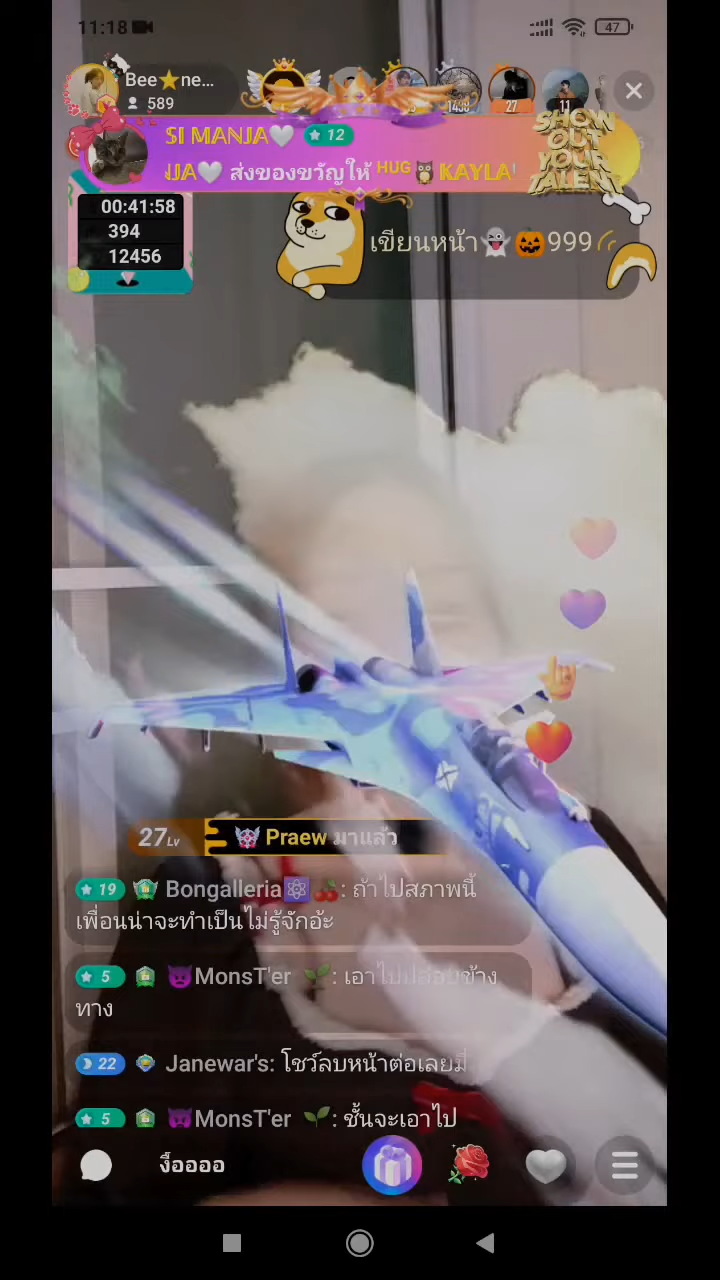 11:18
47
Bee⭐ne...
589
1498
27
11
SI MANJA🤍 ★ 12
JJA🤍 ส่งของขวัญให้ HUG🦉KAYLA
SHOW
OUT
YOUR
TALENT
00:41:58
394
12456
เขียนหน้า👻🎃999
27Lv Praew มาแล้ว
★ 19 Bongalleria⚛️🍒: ถ้าไปสภาพนี้
เพื่อนน่าจะทำเป็นไม่รู้จักอ้ะ
★ 5 👿MonsT'er 🌱: เอาไปปล่อยข้าง
ทาง
22 Janewar's: โชว์ลบหน้าต่อเลยมี่
★ 5 👿MonsT'er 🌱: ชั้นจะเอาไป
งื้ออออ